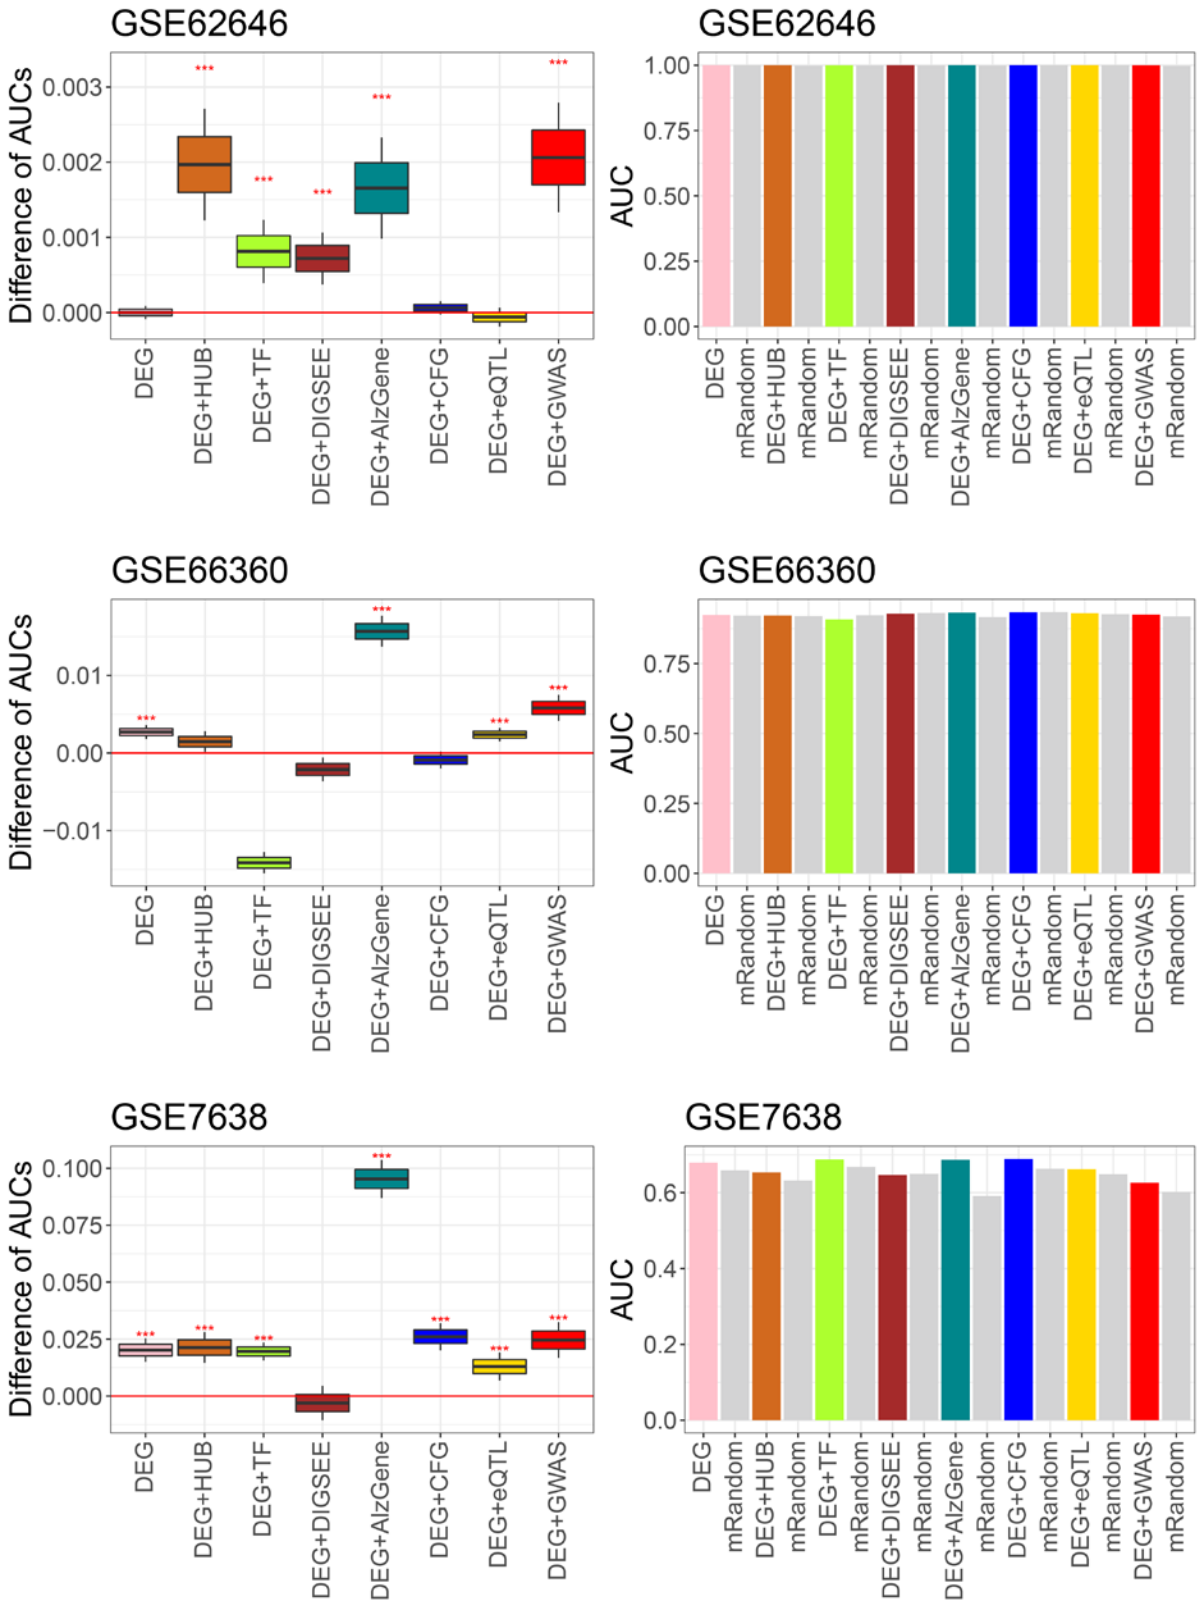 GSE62646
Difference of AUCs
0.003
***
***
***
***
***
0.002
0.001
0.000
DEG
DEG+HUB
DEG+TF
DEG+DIGSEE
DEG+AlzGene
DEG+CFG
DEG+eQTL
DEG+GWAS
GSE62646
AUC
1.00
0.75
0.50
0.25
0.00
DEG
mRandom
DEG+HUB
mRandom
DEG+TF
mRandom
DEG+DIGSEE
mRandom
DEG+AlzGene
mRandom
DEG+CFG
mRandom
DEG+eQTL
mRandom
DEG+GWAS
mRandom
GSE66360
Difference of AUCs
***
***
***
***
0.01
0.00
−0.01
DEG
DEG+HUB
DEG+TF
DEG+DIGSEE
DEG+AlzGene
DEG+CFG
DEG+eQTL
DEG+GWAS
GSE66360
AUC
0.75
0.50
0.25
0.00
DEG
mRandom
DEG+HUB
mRandom
DEG+TF
mRandom
DEG+DIGSEE
mRandom
DEG+AlzGene
mRandom
DEG+CFG
mRandom
DEG+eQTL
mRandom
DEG+GWAS
mRandom
GSE7638
Difference of AUCs
0.100
0.075
0.050
0.025
0.000
***
***
***
***
***
***
***
DEG
DEG+HUB
DEG+TF
DEG+DIGSEE
DEG+AlzGene
DEG+CFG
DEG+eQTL
DEG+GWAS
GSE7638
AUC
0.6
0.4
0.2
0.0
DEG
mRandom
DEG+HUB
mRandom
DEG+TF
mRandom
DEG+DIGSEE
mRandom
DEG+AlzGene
mRandom
DEG+CFG
mRandom
DEG+eQTL
mRandom
DEG+GWAS
mRandom